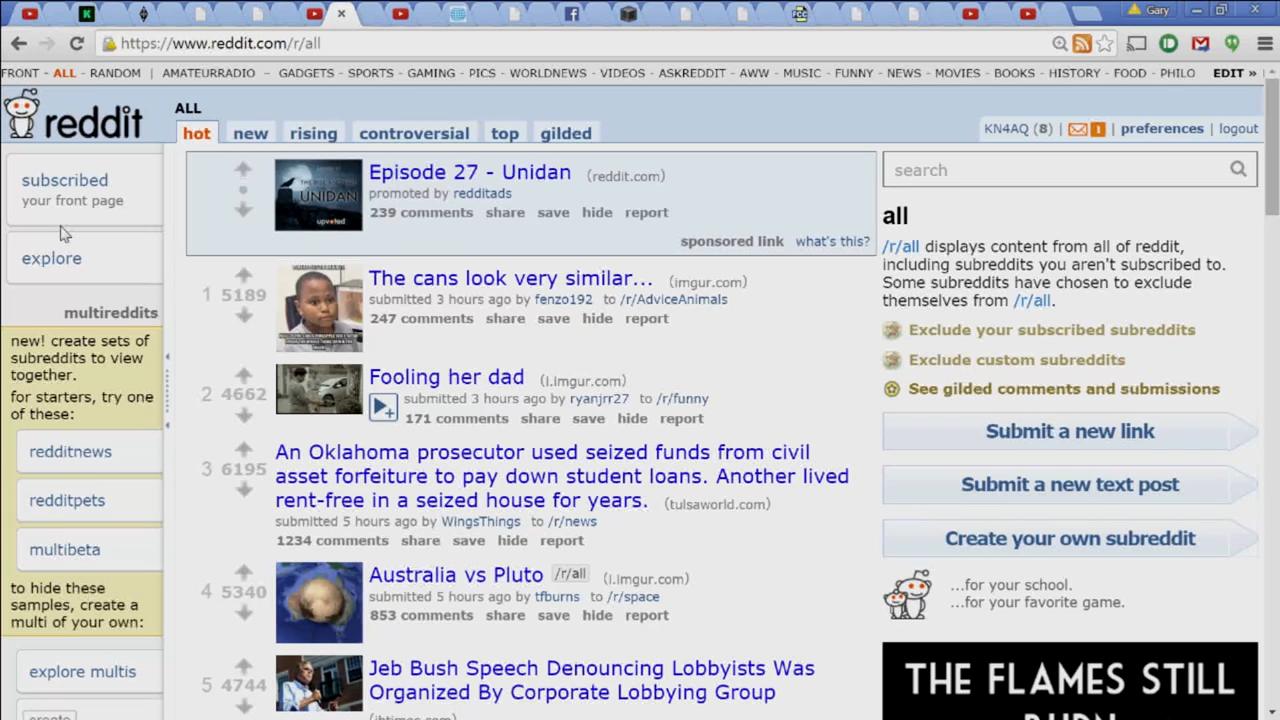 Gary
https://www.reddit.com/r/all
FRONT - ALL - RANDOM | AMATEURRADIO - GADGETS - SPORTS - GAMING - PICS - WORLDNEWS - VIDEOS - ASKREDDIT - AWW - MUSIC - FUNNY - NEWS - MOVIES - BOOKS - HISTORY - FOOD - PHILO EDIT »
reddit
ALL
hot new rising controversial top gilded
KN4AQ (8) | 1 | preferences | logout
subscribed
your front page
explore
multireddits
new! create sets of
subreddits to view
together.
for starters, try one
of these:
redditnews
redditpets
multibeta
to hide these
samples, create a
multi of your own:
explore multis
create
Episode 27 - Unidan (reddit.com)
promoted by redditads
239 comments share save hide report
sponsored link what's this?
UNIDAN
upvoted
1 5189
The cans look very similar... (imgur.com)
submitted 3 hours ago by fenzo192 to /r/AdviceAnimals
247 comments share save hide report
2 4662
Fooling her dad (i.imgur.com)
submitted 3 hours ago by ryanjrr27 to /r/funny
171 comments share save hide report
3 6195
An Oklahoma prosecutor used seized funds from civil
asset forfeiture to pay down student loans. Another lived
rent-free in a seized house for years. (tulsaworld.com)
submitted 5 hours ago by WingsThings to /r/news
1234 comments share save hide report
4 5340
Australia vs Pluto /r/all (i.imgur.com)
submitted 5 hours ago by tfburns to /r/space
853 comments share save hide report
5 4744
Jeb Bush Speech Denouncing Lobbyists Was
Organized By Corporate Lobbying Group
(ibtimes.com)
search
all
/r/all displays content from all of reddit,
including subreddits you aren't subscribed to.
Some subreddits have chosen to exclude
themselves from /r/all.
Exclude your subscribed subreddits
Exclude custom subreddits
See gilded comments and submissions
Submit a new link
Submit a new text post
Create your own subreddit
...for your school.
...for your favorite game.
THE FLAMES STILL
BURN